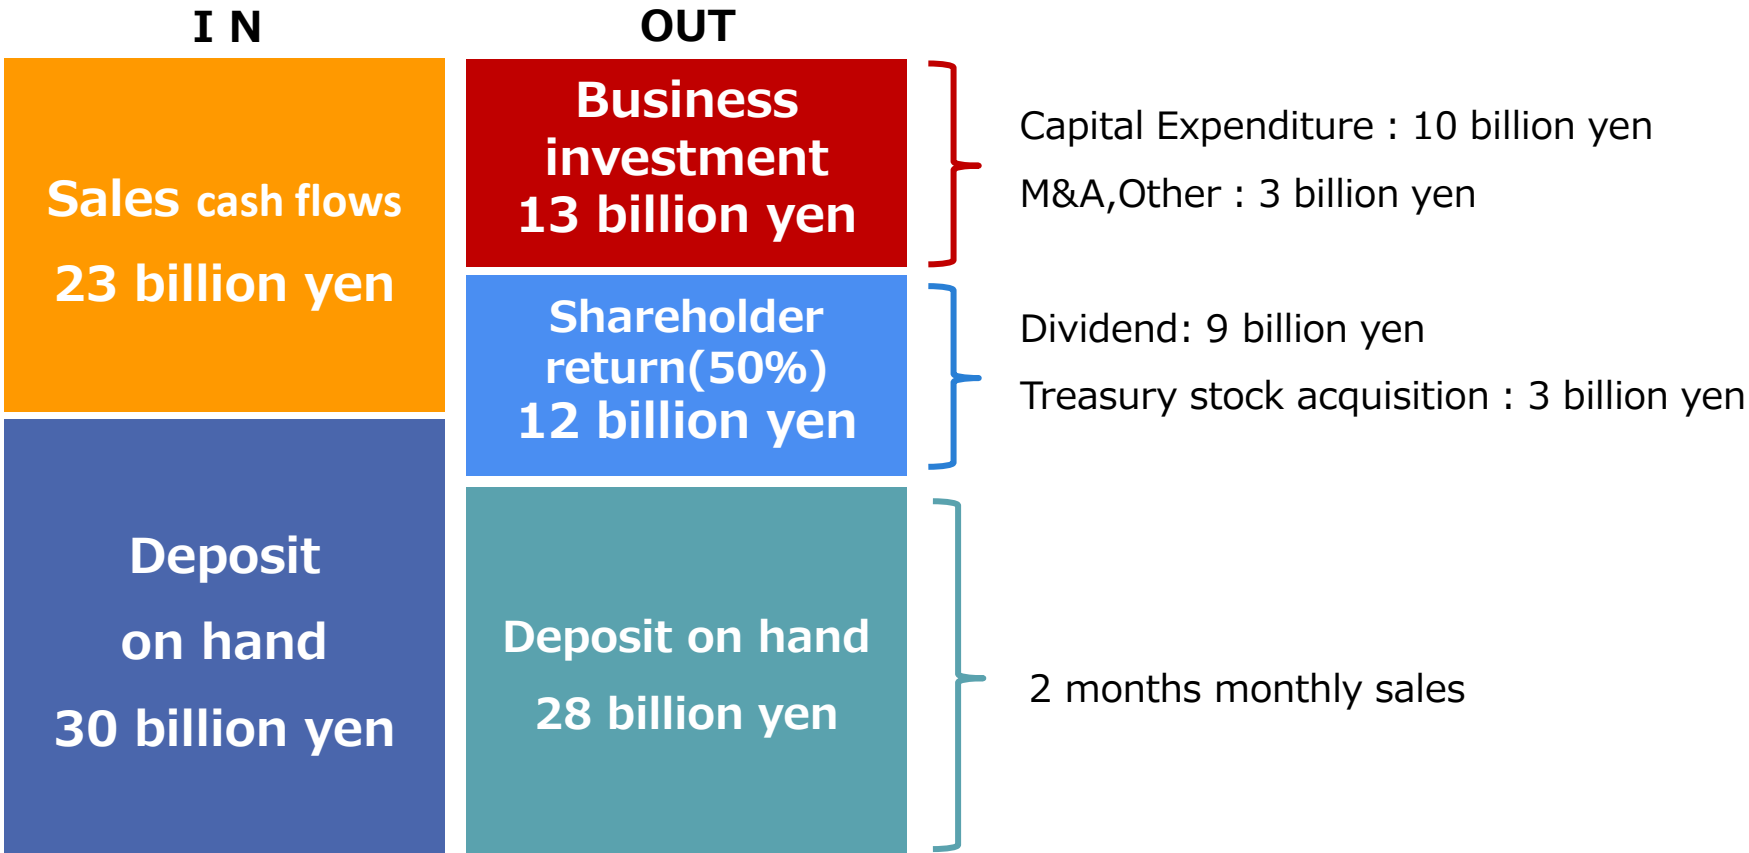 I N
OUT
Sales cash flows
23 billion yen
Deposit
on hand
30 billion yen
Business
investment
13 billion yen
Shareholder
return(50%)
12 billion yen
Deposit on hand
28 billion yen
Capital Expenditure : 10 billion yen
M&A,Other : 3 billion yen
Dividend: 9 billion yen
Treasury stock acquisition : 3 billion yen
2 months monthly sales